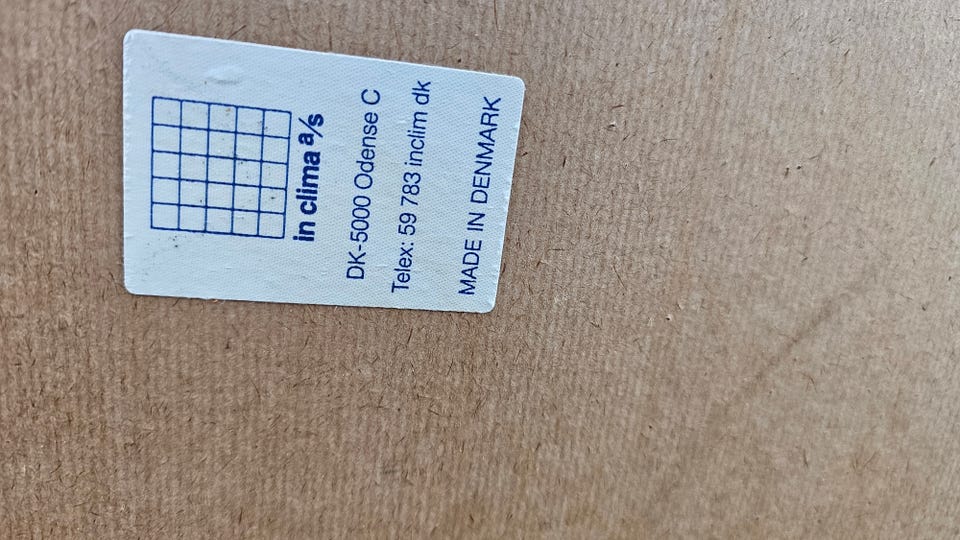 in clima a/s
DK-5000 Odense C
Telex: 59 783 inclim dk
MADE IN DENMARK